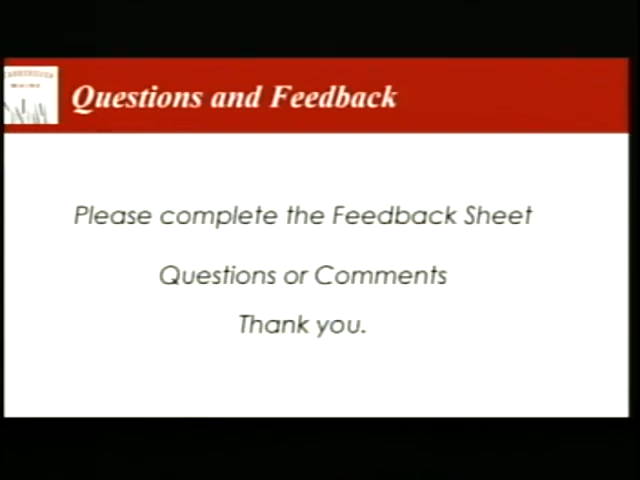 Questions and Feedback
Please complete the Feedback Sheet
Questions or Comments
Thank you.